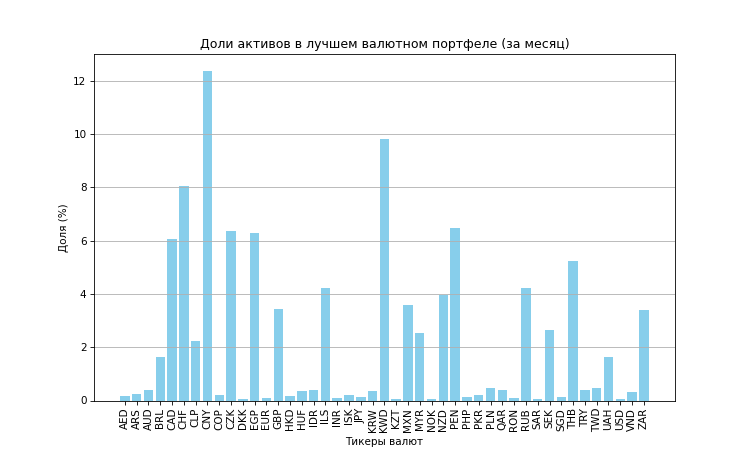 Доли активов в лучшем валютном портфеле (за месяц)
Доля (%)
12
10
8
6
4
2
0
AED ARS AUD BRL CAD CHF CLP CNY COP CZK DKK EGP EUR GBP HKD HUF IDR ILS INR ISK JPY KRW KWD KZT MXN MYR NOK NZD PEN PHP PKR PLN QAR RON RUB SAR SEK SGD THB TRY TWD UAH USD VND ZAR
Тикеры валют